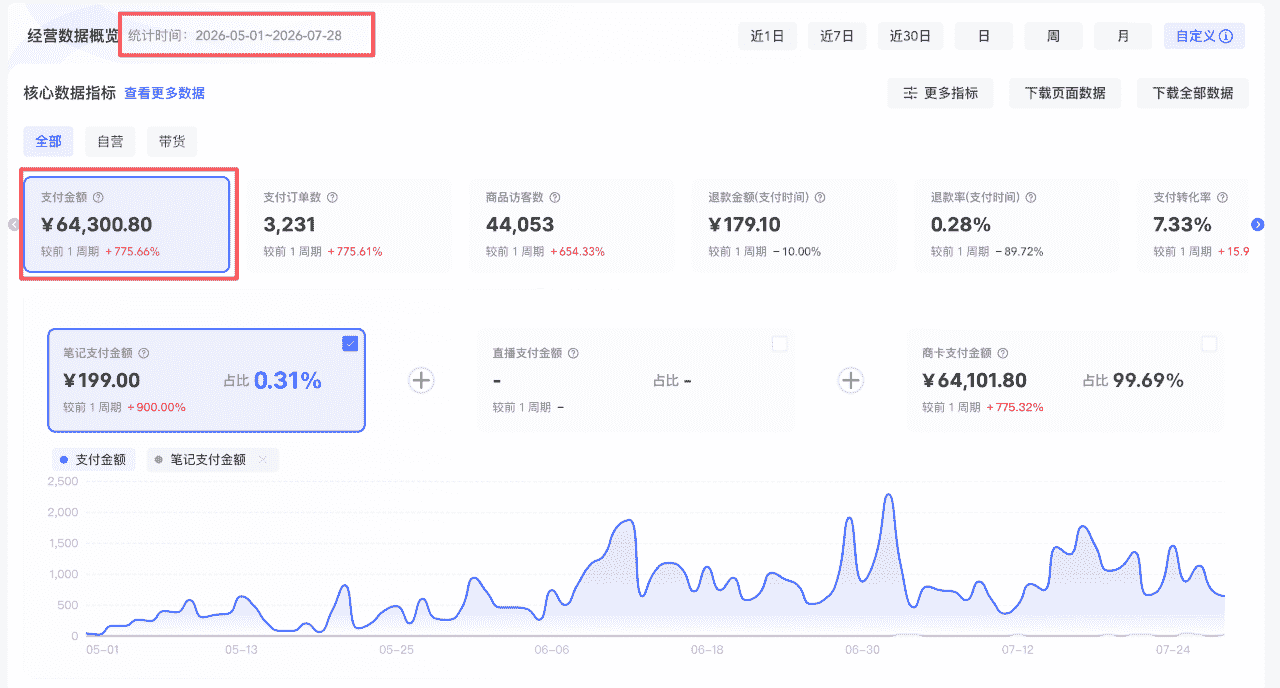 经营数据概览 统计时间：2026-05-01~2026-07-28 近1日 近7日 近30日 日 周 月 自定义
核心数据指标 查看更多数据 更多指标 下载页面数据 下载全部数据
全部 自营 带货
支付金额 支付订单数 商品访客数 退款金额(支付时间) 退款率(支付时间) 支付转化率
¥64,300.80 3,231 44,053 ¥179.10 0.28% 7.33%
较前 1 周期 +775.66% 较前 1 周期 +775.61% 较前 1 周期 +654.33% 较前 1 周期 -10.00% 较前 1 周期 -89.72% 较前 1 周期 +15.9
笔记支付金额 直播支付金额 商卡支付金额
¥199.00 占比 0.31% - 占比 - ¥64,101.80 占比 99.69%
较前 1 周期 +900.00% 较前 1 周期 - 较前 1 周期 +775.32%
支付金额 笔记支付金额
2,500
2,000
1,500
1,000
500
0
05-01 05-13 05-25 06-06 06-18 06-30 07-12 07-24